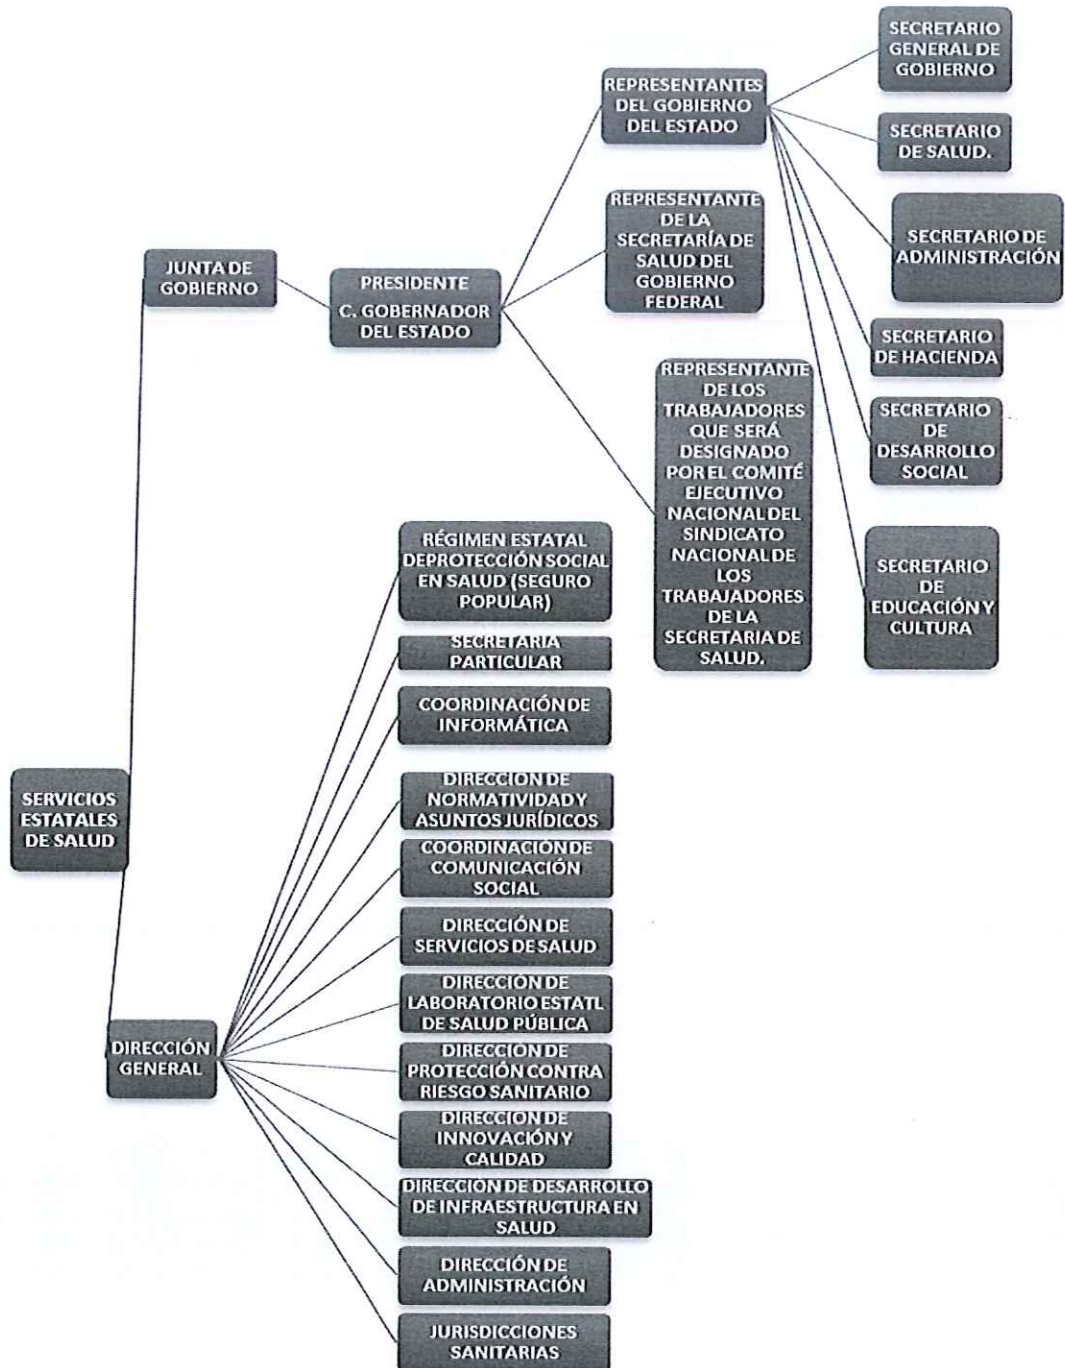 SERVICIOS
ESTATALES
DE SALUD
JUNTA DE
GOBIERNO
PRESIDENTE
C. GOBERNADOR
DEL ESTADO
REPRESENTANTES
DEL GOBIERNO
DEL ESTADO
SECRETARIO
GENERAL DE
GOBIERNO
SECRETARIO
DE SALUD.
SECRETARIO DE
ADMINISTRACIÓN
SECRETARIO
DE HACIENDA
SECRETARIO
DE
DESARROLLO
SOCIAL
SECRETARIO
DE
EDUCACIÓN Y
CULTURA
REPRESENTANTE
DE LA
SECRETARÍA DE
SALUD DEL
GOBIERNO
FEDERAL
REPRESENTANTE
DE LOS
TRABAJADORES
QUE SERÁ
DESIGNADO
POR EL COMITÉ
EJECUTIVO
NACIONAL DEL
SINDICATO
NACIONAL DE
LOS
TRABAJADORES
DE LA
SECRETARIA DE
SALUD.
DIRECCIÓN
GENERAL
RÉGIMEN ESTATAL
DEPROTECCIÓN SOCIAL
EN SALUD (SEGURO
POPULAR)
SECRETARIA
PARTICULAR
COORDINACIÓN DE
INFORMÁTICA
DIRECCIÓN DE
NORMATIVIDAD Y
ASUNTOS JURÍDICOS
COORDINACIÓN DE
COMUNICACIÓN
SOCIAL
DIRECCIÓN DE
SERVICIOS DE SALUD
DIRECCIÓN DE
LABORATORIO ESTATL
DE SALUD PÚBLICA
DIRECCIÓN DE
PROTECCIÓN CONTRA
RIESGO SANITARIO
DIRECCIÓN DE
INNOVACIÓN Y
CALIDAD
DIRECCIÓN DE DESARROLLO
DE INFRAESTRUCTURA EN
SALUD
DIRECCIÓN DE
ADMINISTRACIÓN
JURISDICCIONES
SANITARIAS